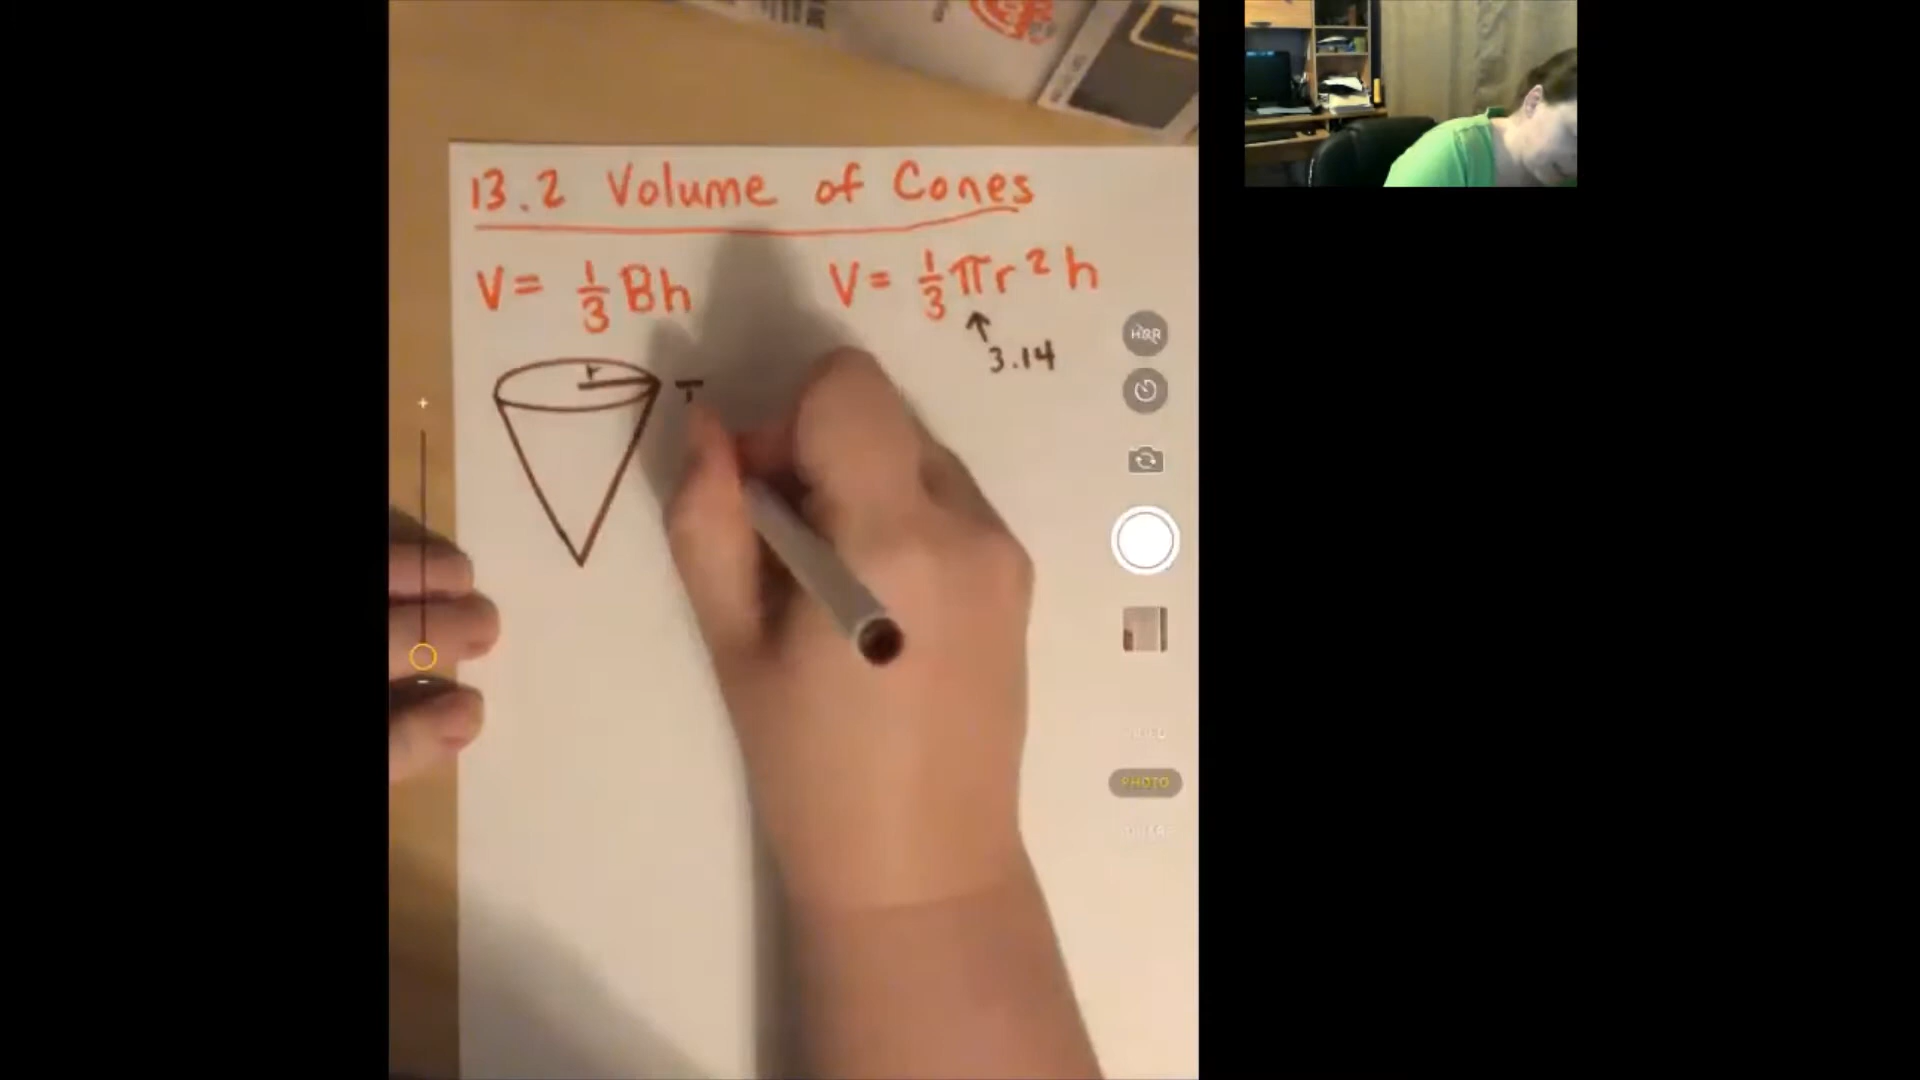 13.2 Volume of Cones
V = 1/3 Bh
V = 1/3 πr²h
3.14
r
PHOTO